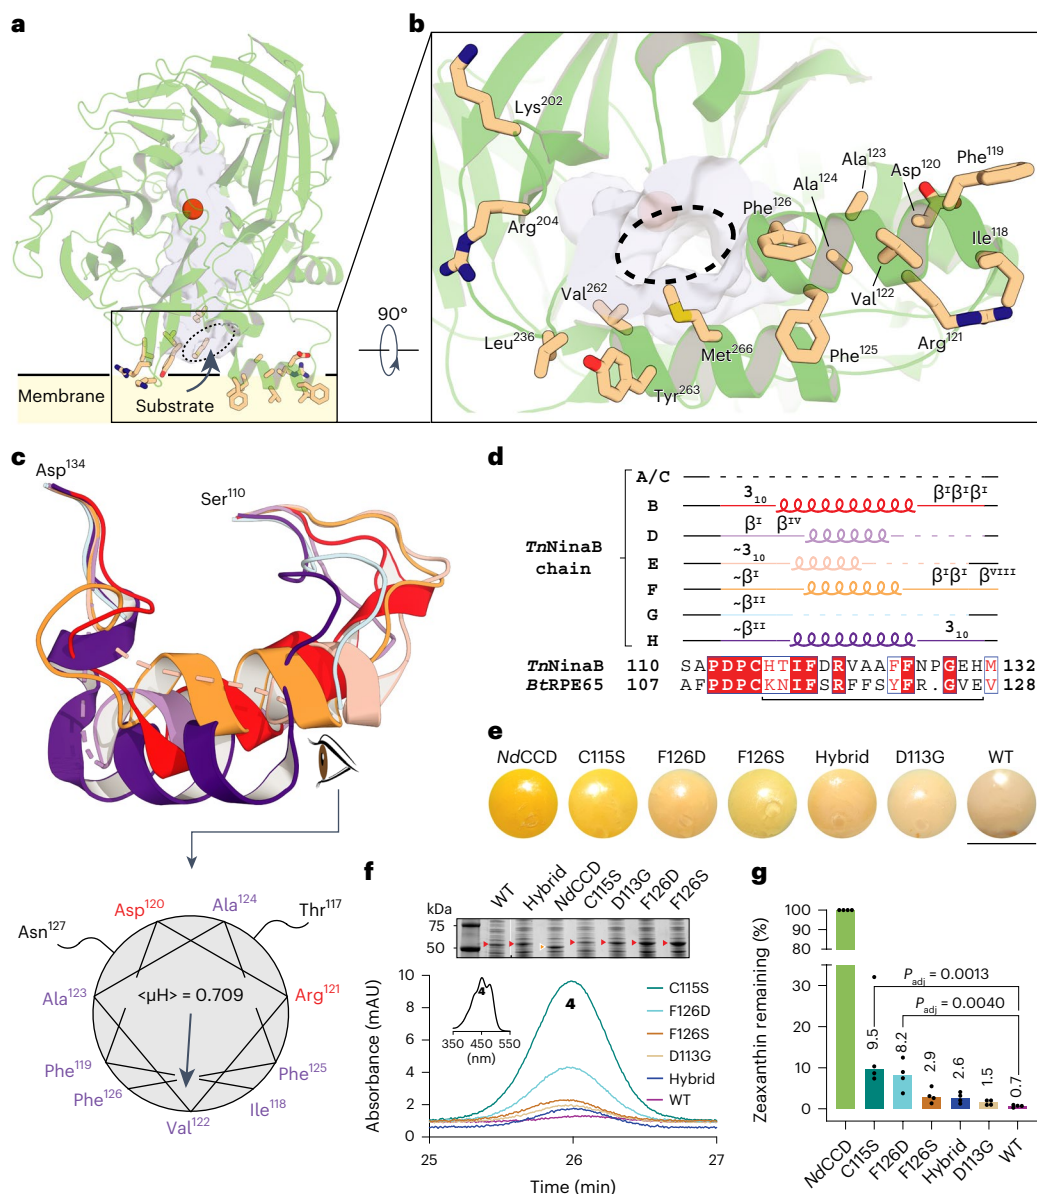 a
b
Membrane
Substrate
90°
Lys202
Arg204
Val262
Leu236
Tyr263
Met266
Phe126
Ala124
Ala123
Asp120
Phe119
Ile118
Val122
Arg121
Phe125
c
Asp134
Ser110
d
TnNinaB
chain
A/C
B
3₁₀
βᴵβᴵβᴵ
D
βᴵ βᴵⱽ
E
~3₁₀
F
~βᴵ
βᴵβᴵ βⱽᴵᴵᴵ
G
~βᴵᴵ
H
~βᴵᴵ
3₁₀
TnNinaB 110 SAPDPCHTIFDRVAAFFNPGEHM 132
BtRPE65 107 AFPDPCKNIFSRFFSYFR.GVEV 128
e
NdCCD C115S F126D F126S Hybrid D113G WT
Asn127
Asp120
Ala124
Thr117
Ala123
<μH> = 0.709
Arg121
Phe119
Phe126
Phe125
Ile118
Val122
f
WT Hybrid NdCCD C115S D113G F126D F126S
kDa
75
50
Absorbance (mAU)
10
8
6
4
2
0
4
350 450 550
(nm)
4
C115S
F126D
F126S
D113G
Hybrid
WT
25 26 27
Time (min)
g
Zeaxanthin remaining (%)
100
90
80
30
20
10
0
Padj = 0.0013
Padj = 0.0040
9.5
8.2
2.9
2.6
1.5
0.7
NdCCD C115S F126D F126S Hybrid D113G WT